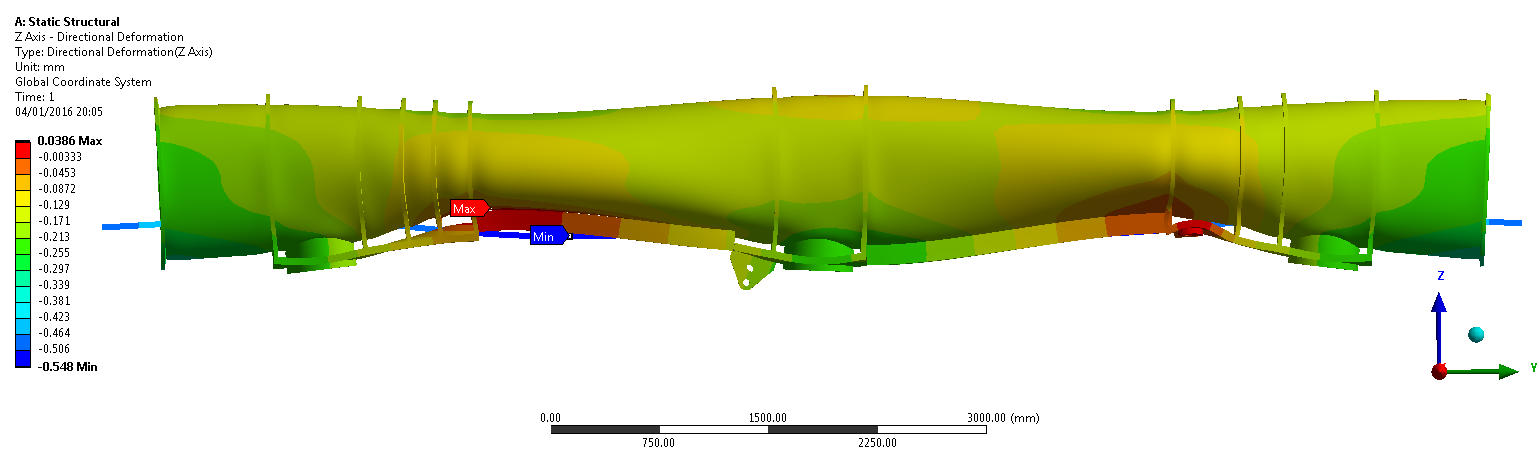 A: Static Structural
Z Axis - Directional Deformation
Type: Directional Deformation(Z Axis)
Unit: mm
Global Coordinate System
Time: 1
04/01/2016 20:05
0.0386 Max
-0.00333
-0.0453
-0.0872
-0.129
-0.171
-0.213
-0.255
-0.297
-0.339
-0.381
-0.423
-0.464
-0.506
-0.548 Min
Max
Min
Z
Y
0.00 1500.00 3000.00 (mm)
750.00 2250.00